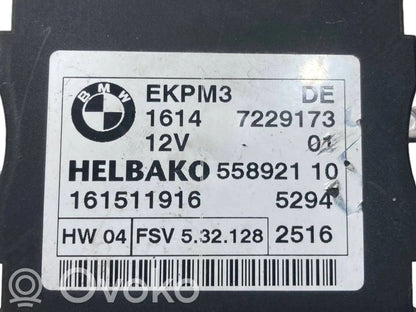 BMW
EKPM3 DE
1614 7229173
12V 01
HELBAKO 558921 10
161511916 5294
HW 04 FSV 5.32.128 2516
OVOKO